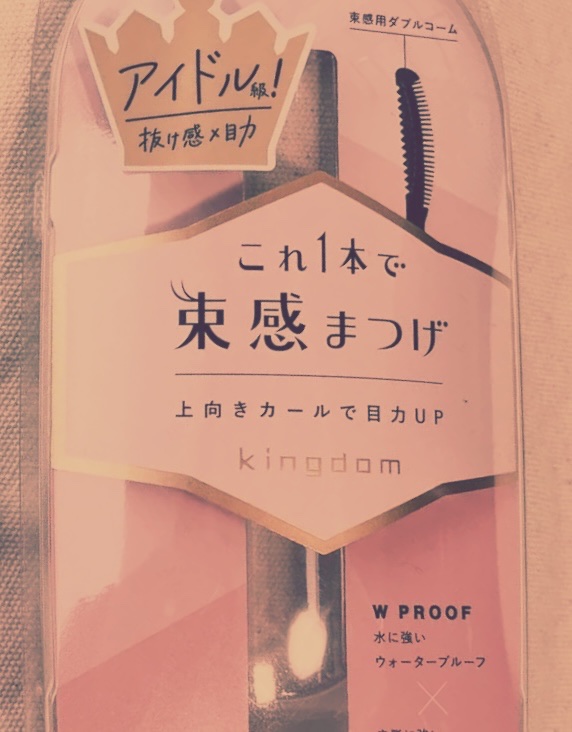 アイドル級!
抜け感×目力
束感用ダブルコーム
これ1本で
束感まつげ
上向きカールで目力UP
kingdom
W PROOF
水に強い
ウォータープルーフ
×